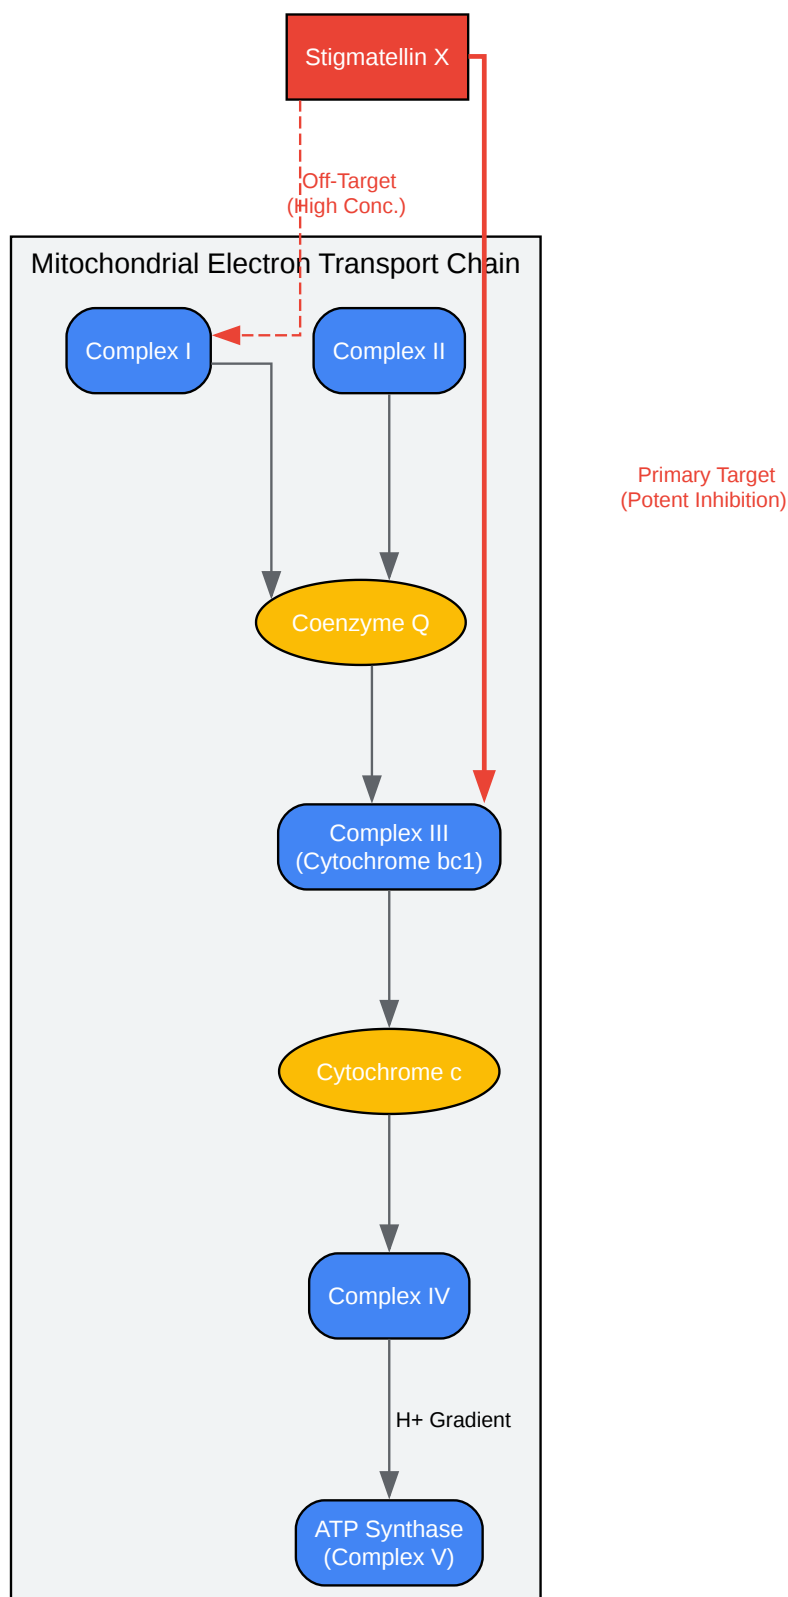 Stigmatellin X
Off-Target
(High Conc.)
Mitochondrial Electron Transport Chain
Complex I
Complex II
Primary Target
(Potent Inhibition)
Coenzyme Q
Complex III
(Cytochrome bc1)
Cytochrome c
Complex IV
H+ Gradient
ATP Synthase
(Complex V)